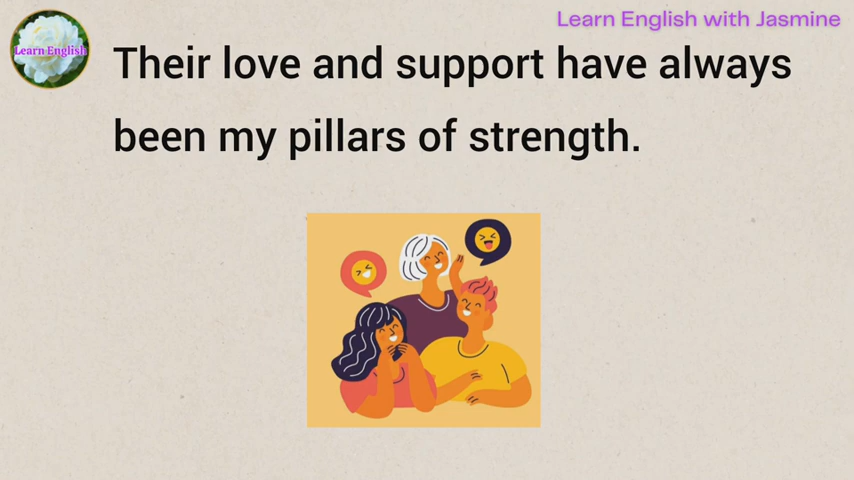 Learn English with Jasmine
Learn English
Their love and support have always
been my pillars of strength.